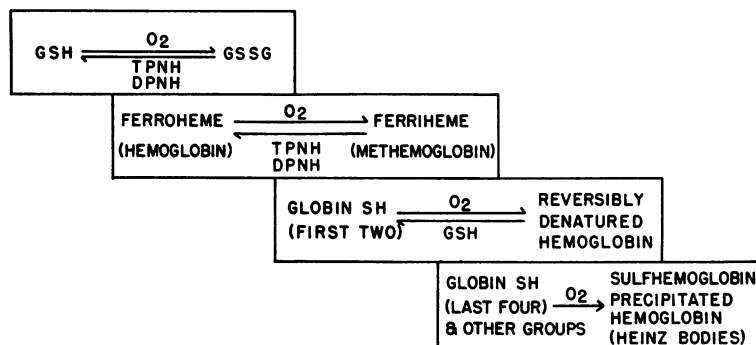 O2
GSH GSSG
TPNH
DPNH
FERROHEME O2 FERRIHEME
(HEMOGLOBIN) TPNH (METHEMOGLOBIN)
DPNH
GLOBIN SH O2 REVERSIBLY
(FIRST TWO) GSH DENATURED
HEMOGLOBIN
GLOBIN SH SULFHEMOGLOBIN
(LAST FOUR) O2 PRECIPITATED
& OTHER GROUPS HEMOGLOBIN
(HEINZ BODIES)